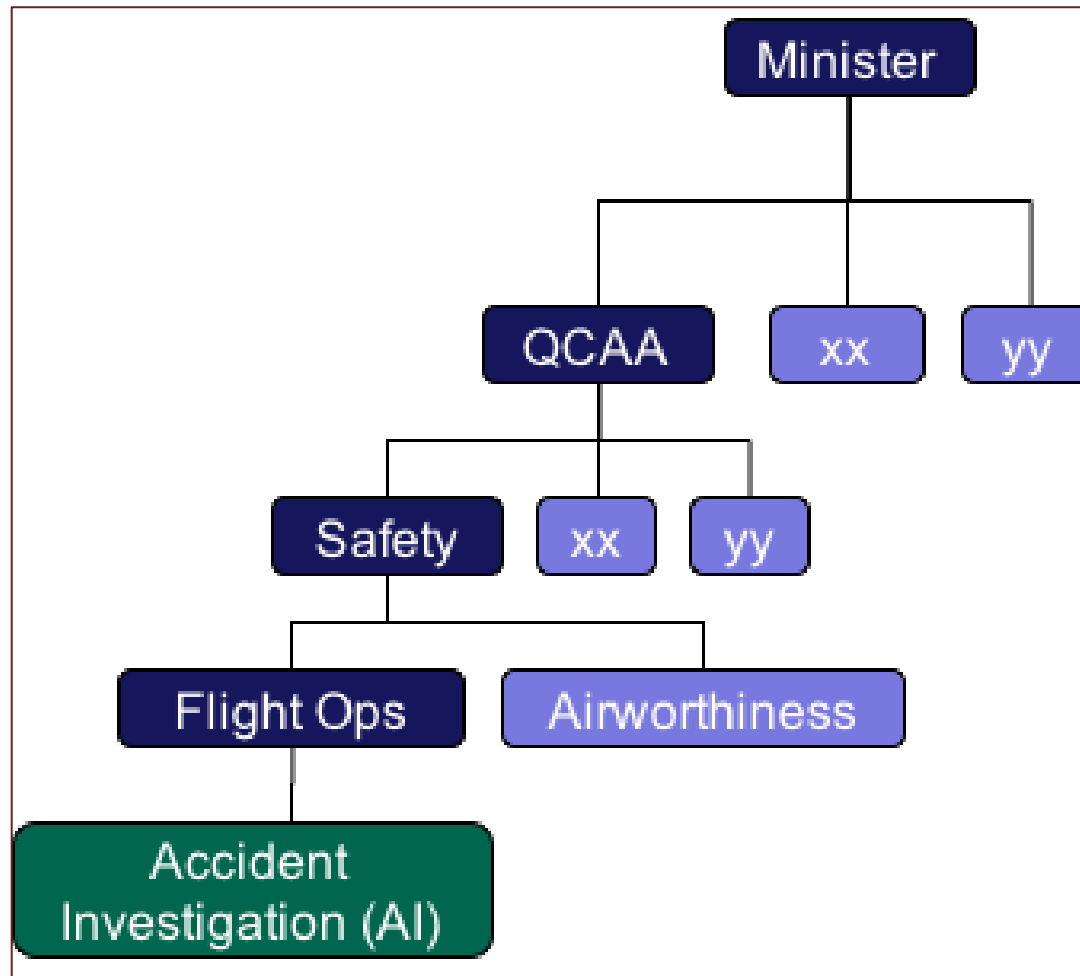 Minister
QCAA
xx
yy
Safety
xx
yy
Flight Ops
Airworthiness
Accident
Investigation (AI)